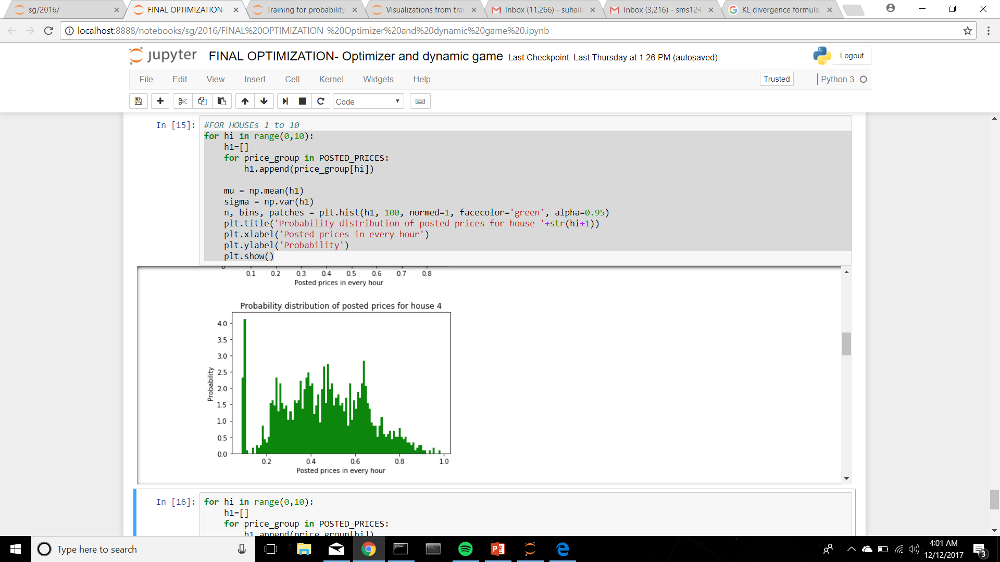 sg/2016/
FINAL OPTIMIZATION-
Training for probability
Visualizations from trai
Inbox (11,266) - suhaila
Inbox (3,216) - sms124
KL divergence formula
localhost:8888/notebooks/sg/2016/FINAL%20OPTIMIZATION-%20Optimizer%20and%20dynamic%20game%20.ipynb
jupyter FINAL OPTIMIZATION- Optimizer and dynamic game Last Checkpoint: Last Thursday at 1:26 PM (autosaved)
Logout
File Edit View Insert Cell Kernel Widgets Help
Trusted
Python 3
Code
In [15]:
#FOR HOUSEs 1 to 10
for hi in range(0,10):
    h1=[]
    for price_group in POSTED_PRICES:
        h1.append(price_group[hi])
    mu = np.mean(h1)
    sigma = np.var(h1)
    n, bins, patches = plt.hist(h1, 100, normed=1, facecolor='green', alpha=0.95)
    plt.title('Probability distribution of posted prices for house '+str(hi+1))
    plt.xlabel('Posted prices in every hour')
    plt.ylabel('Probability')
    plt.show()
0.1 0.2 0.3 0.4 0.5 0.6 0.7 0.8
Posted prices in every hour
Probability distribution of posted prices for house 4
4.0
3.5
3.0
2.5
2.0
1.5
1.0
0.5
0.0
Probability
0.2 0.4 0.6 0.8 1.0
Posted prices in every hour
In [16]:
for hi in range(0,10):
    h1=[]
    for price_group in POSTED_PRICES:
        h1.append(price_group[hi])
Type here to search
4:01 AM
12/12/2017
3